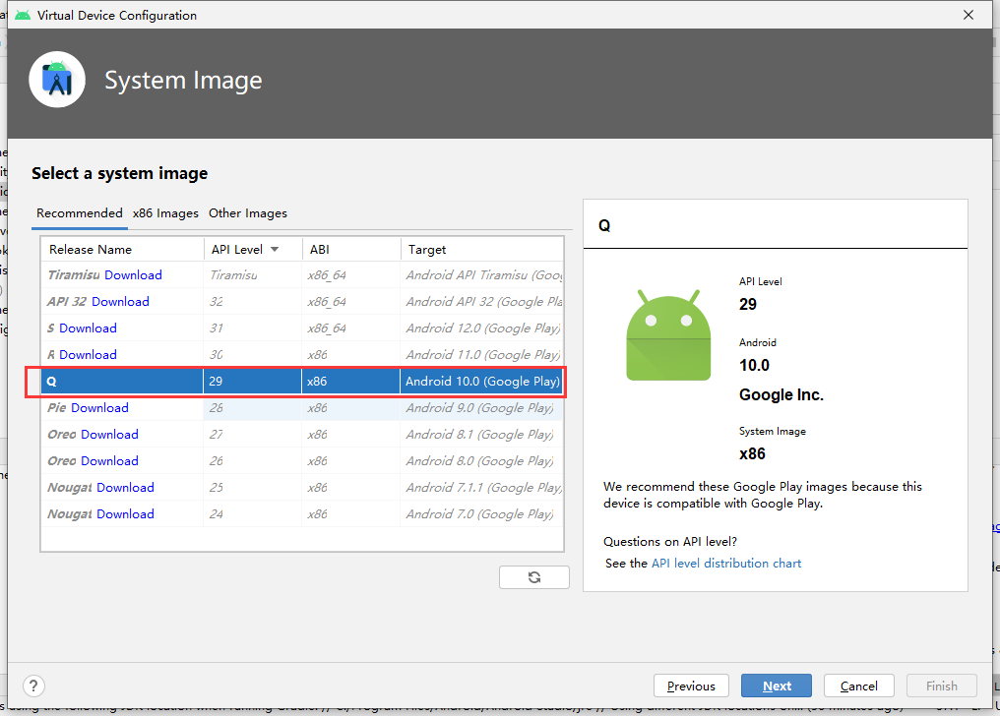 Virtual Device Configuration
System Image
Select a system image
Recommended x86 Images Other Images
Release Name API Level ABI Target
Tiramisu Download Tiramisu x86_64 Android API Tiramisu (Goog
API 32 Download 32 x86_64 Android API 32 (Google Pla
S Download 31 x86_64 Android 12.0 (Google Play)
R Download 30 x86 Android 11.0 (Google Play)
Q 29 x86 Android 10.0 (Google Play)
Pie Download 28 x86 Android 9.0 (Google Play)
Oreo Download 27 x86 Android 8.1 (Google Play)
Oreo Download 26 x86 Android 8.0 (Google Play)
Nougat Download 25 x86 Android 7.1.1 (Google Play)
Nougat Download 24 x86 Android 7.0 (Google Play)
Q
API Level
29
Android
10.0
Google Inc.
System Image
x86
We recommend these Google Play images because this
device is compatible with Google Play.
Questions on API level?
See the API level distribution chart
?
Previous Next Cancel Finish